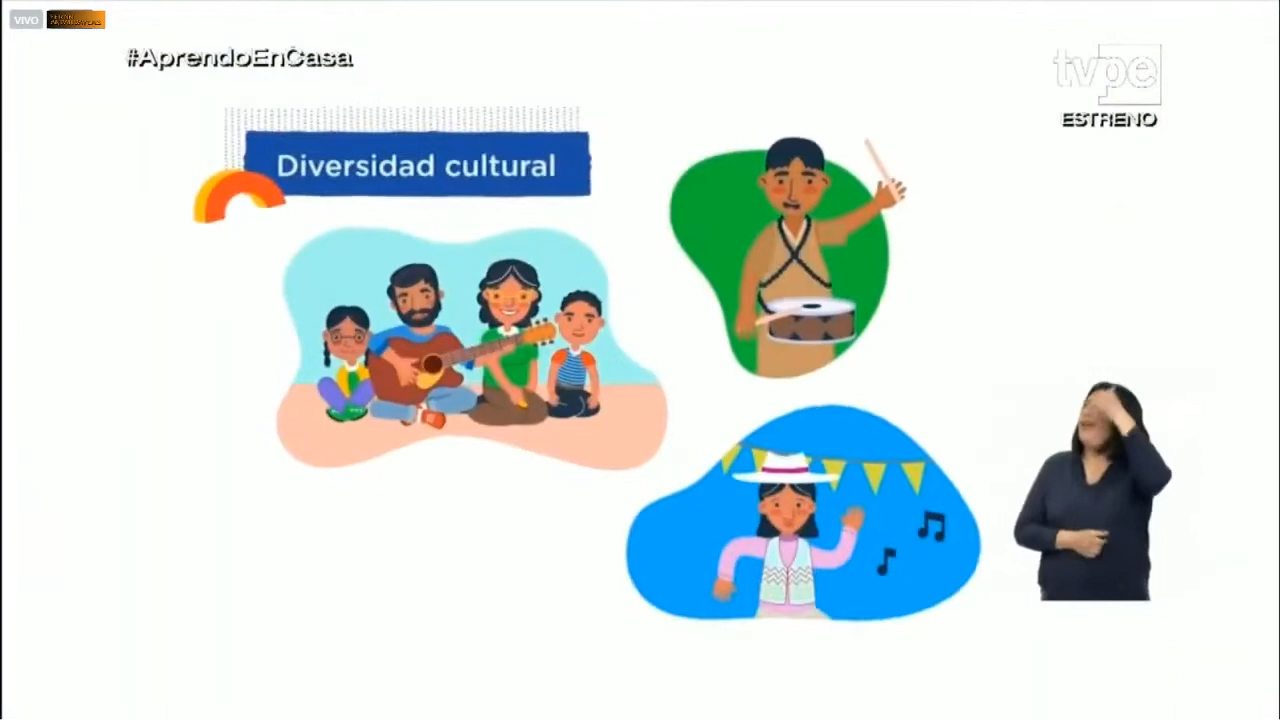 VIVO
#AprendoEnCasa
tvpe
ESTRENO
Diversidad cultural